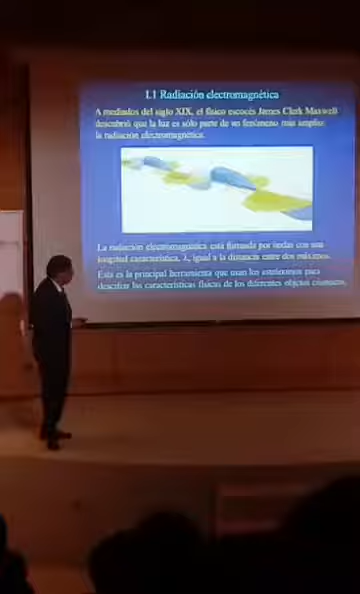 I.1 Radiación electromagnética
A mediados del siglo XIX, el físico escocés James Clerk Maxwell
descubrió que la luz es sólo parte de un fenómeno más amplio:
la radiación electromagnética.
La radiación electromagnética está formada por ondas con una
longitud característica, λ, igual a la distancia entre dos máximos.
Esta es la principal herramienta que usan los astrónomos para
descifrar las características físicas de los diferentes objetos cósmicos.